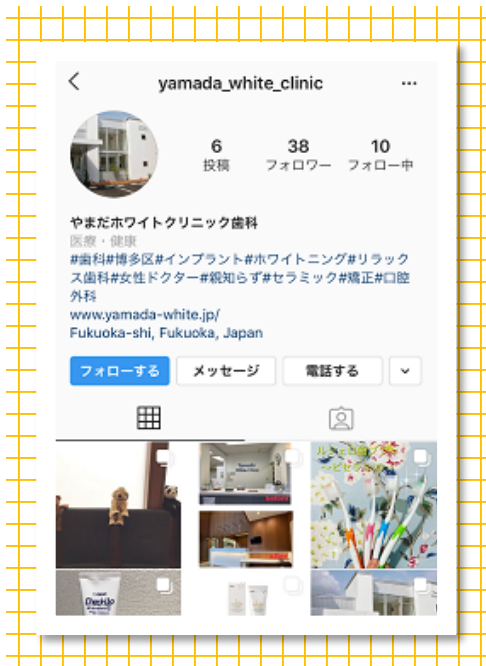 yamada_white_clinic
6
投稿
38
フォロワー
10
フォロー中
やまだホワイトクリニック歯科
医療・健康
#歯科#博多区#インプラント#ホワイトニング#リラック
ス歯科#女性ドクター#親知らず#セラミック#矯正#口腔
外科
www.yamada-white.jp/
Fukuoka-shi, Fukuoka, Japan
フォローする
メッセージ
電話する